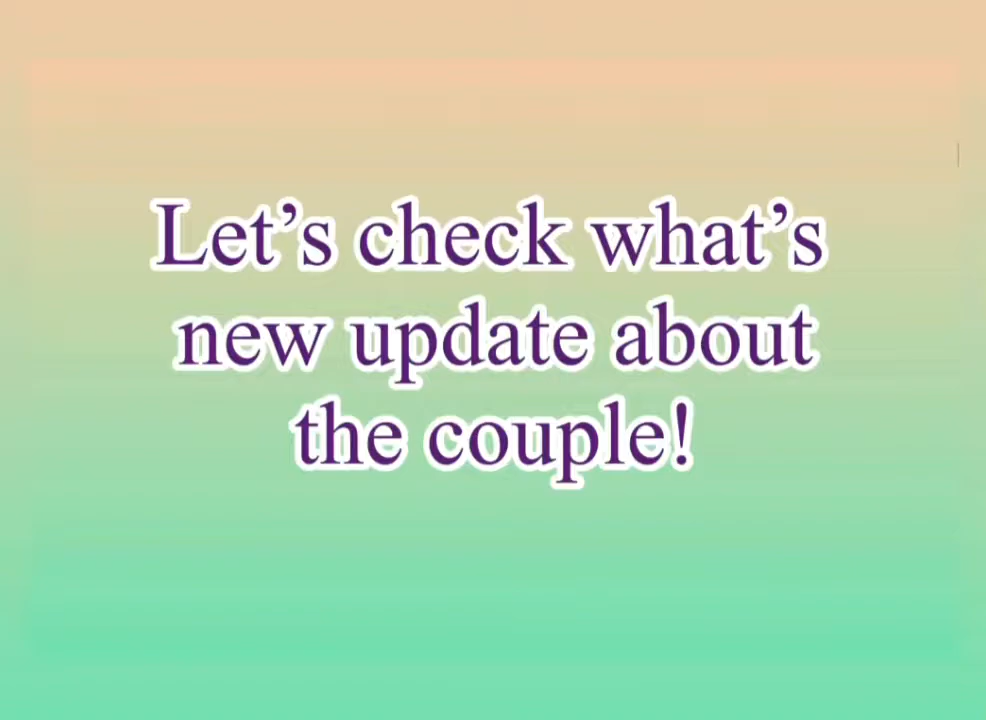 Let’s check what’s
new update about
the couple!